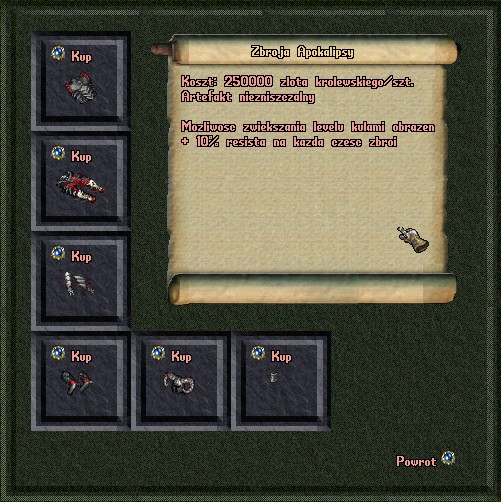 Kup
Zbroja Apokalipsy
Koszt: 250000 zlota krolewskiego/szt.
Artefakt niezniszczalny
Mozliwosc zwiekszania levelu kulami obrazen
+ 10% resista na kazda czesc zbroi
Kup
Kup
Kup
Kup
Kup
Powrot